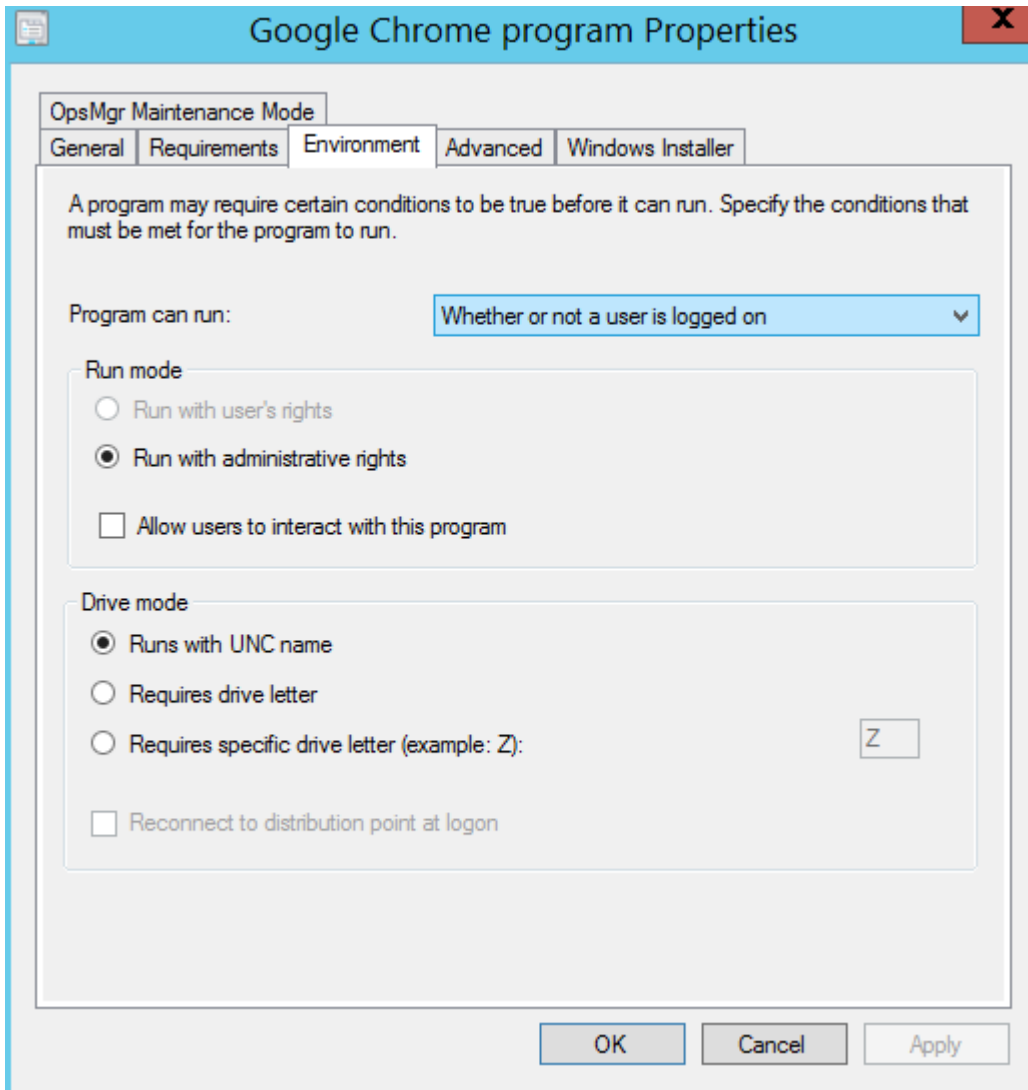 Google Chrome program Properties
X
OpsMgr Maintenance Mode
General
Requirements
Environment
Advanced
Windows Installer
A program may require certain conditions to be true before it can run. Specify the conditions that
must be met for the program to run.
Program can run:
Whether or not a user is logged on
Run mode
Run with user's rights
Run with administrative rights
Allow users to interact with this program
Drive mode
Runs with UNC name
Requires drive letter
Requires specific drive letter (example: Z):
Z
Reconnect to distribution point at logon
OK
Cancel
Apply